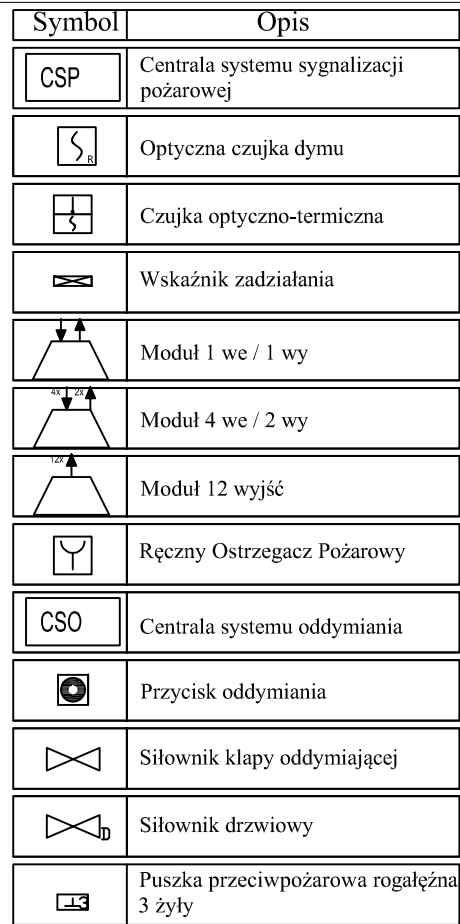 Symbol Opis
CSP Centrala systemu sygnalizacji
pożarowej
R Optyczna czujka dymu
Czujka optyczno-termiczna
Wskaźnik zadziałania
Moduł 1 we / 1 wy
4x 2x
Moduł 4 we / 2 wy
12x
Moduł 12 wyjść
Ręczny Ostrzegacz Pożarowy
CSO Centrala systemu oddymiania
Przycisk oddymiania
Siłownik klapy oddymiającej
D Siłownik drzwiowy
Puszka przeciwpożarowa rogałęźna
3 3 żyły